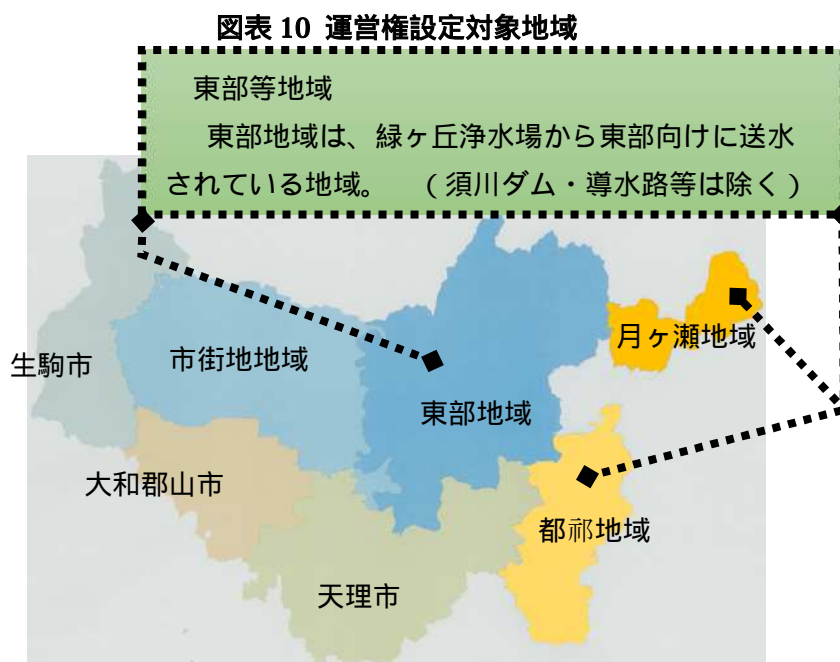 図表 10 運営権設定対象地域
東部等地域
東部地域は、緑ヶ丘浄水場から東部向けに送水
されている地域。 (須川ダム・導水路等は除く)
月ヶ瀬地域
市街地地域
生駒市
東部地域
大和郡山市
都祁地域
天理市